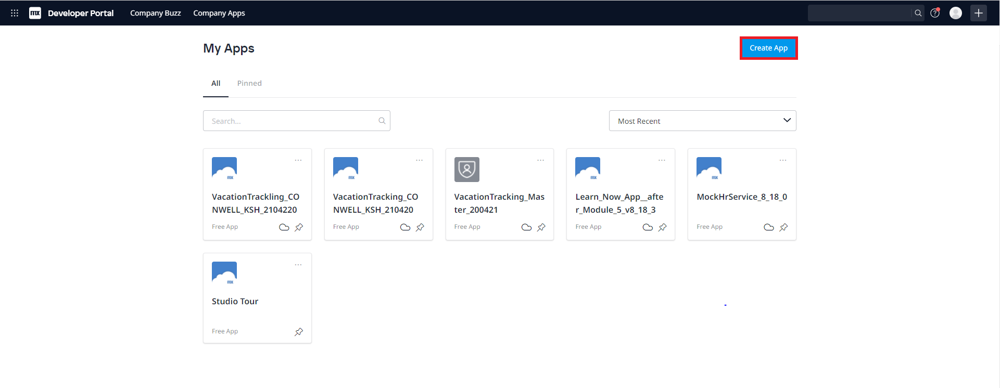 mx Developer Portal Company Buzz Company Apps
My Apps
Create App
All Pinned
Search...
Most Recent
mx
VacationTrackling_CO
NWELL_KSH_2104220
Free App
mx
VacationTracking_CO
NWELL_KSH_210420
Free App
VacationTracking_Mas
ter_200421
Free App
mx
Learn_Now_App__afte
r_Module_5_v8_18_3
Free App
mx
MockHrService_8_18_0
Free App
mx
Studio Tour
Free App